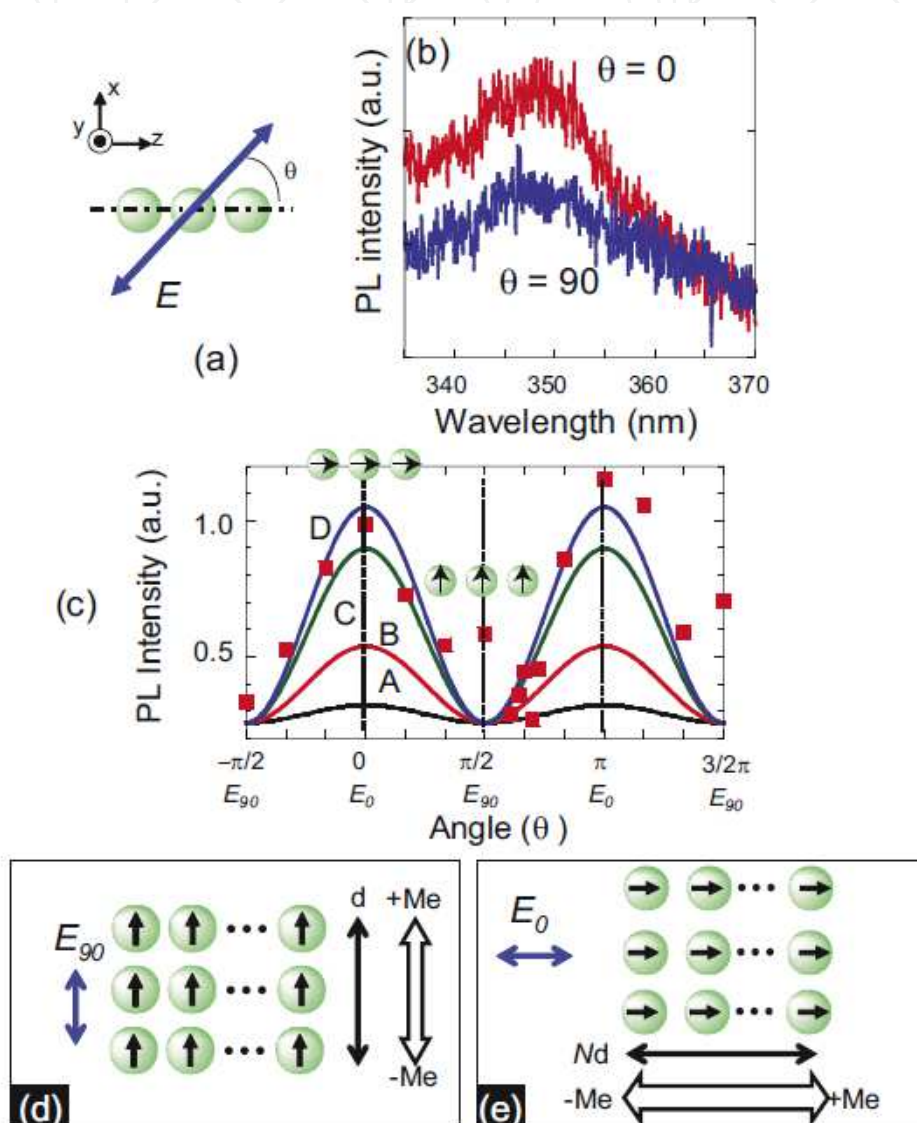 (a)
x
y
z
θ
E
(b)
PL intensity (a.u.)
θ = 0
θ = 90
340 350 360 370
Wavelength (nm)
(c)
PL Intensity (a.u.)
1.0
0.5
D
C
B
A
−π/2 0 π/2 π 3/2π
E90 E0 E90 E0 E90
Angle (θ )
(d)
E90
d
+Me
-Me
(e)
E0
Nd
-Me +Me